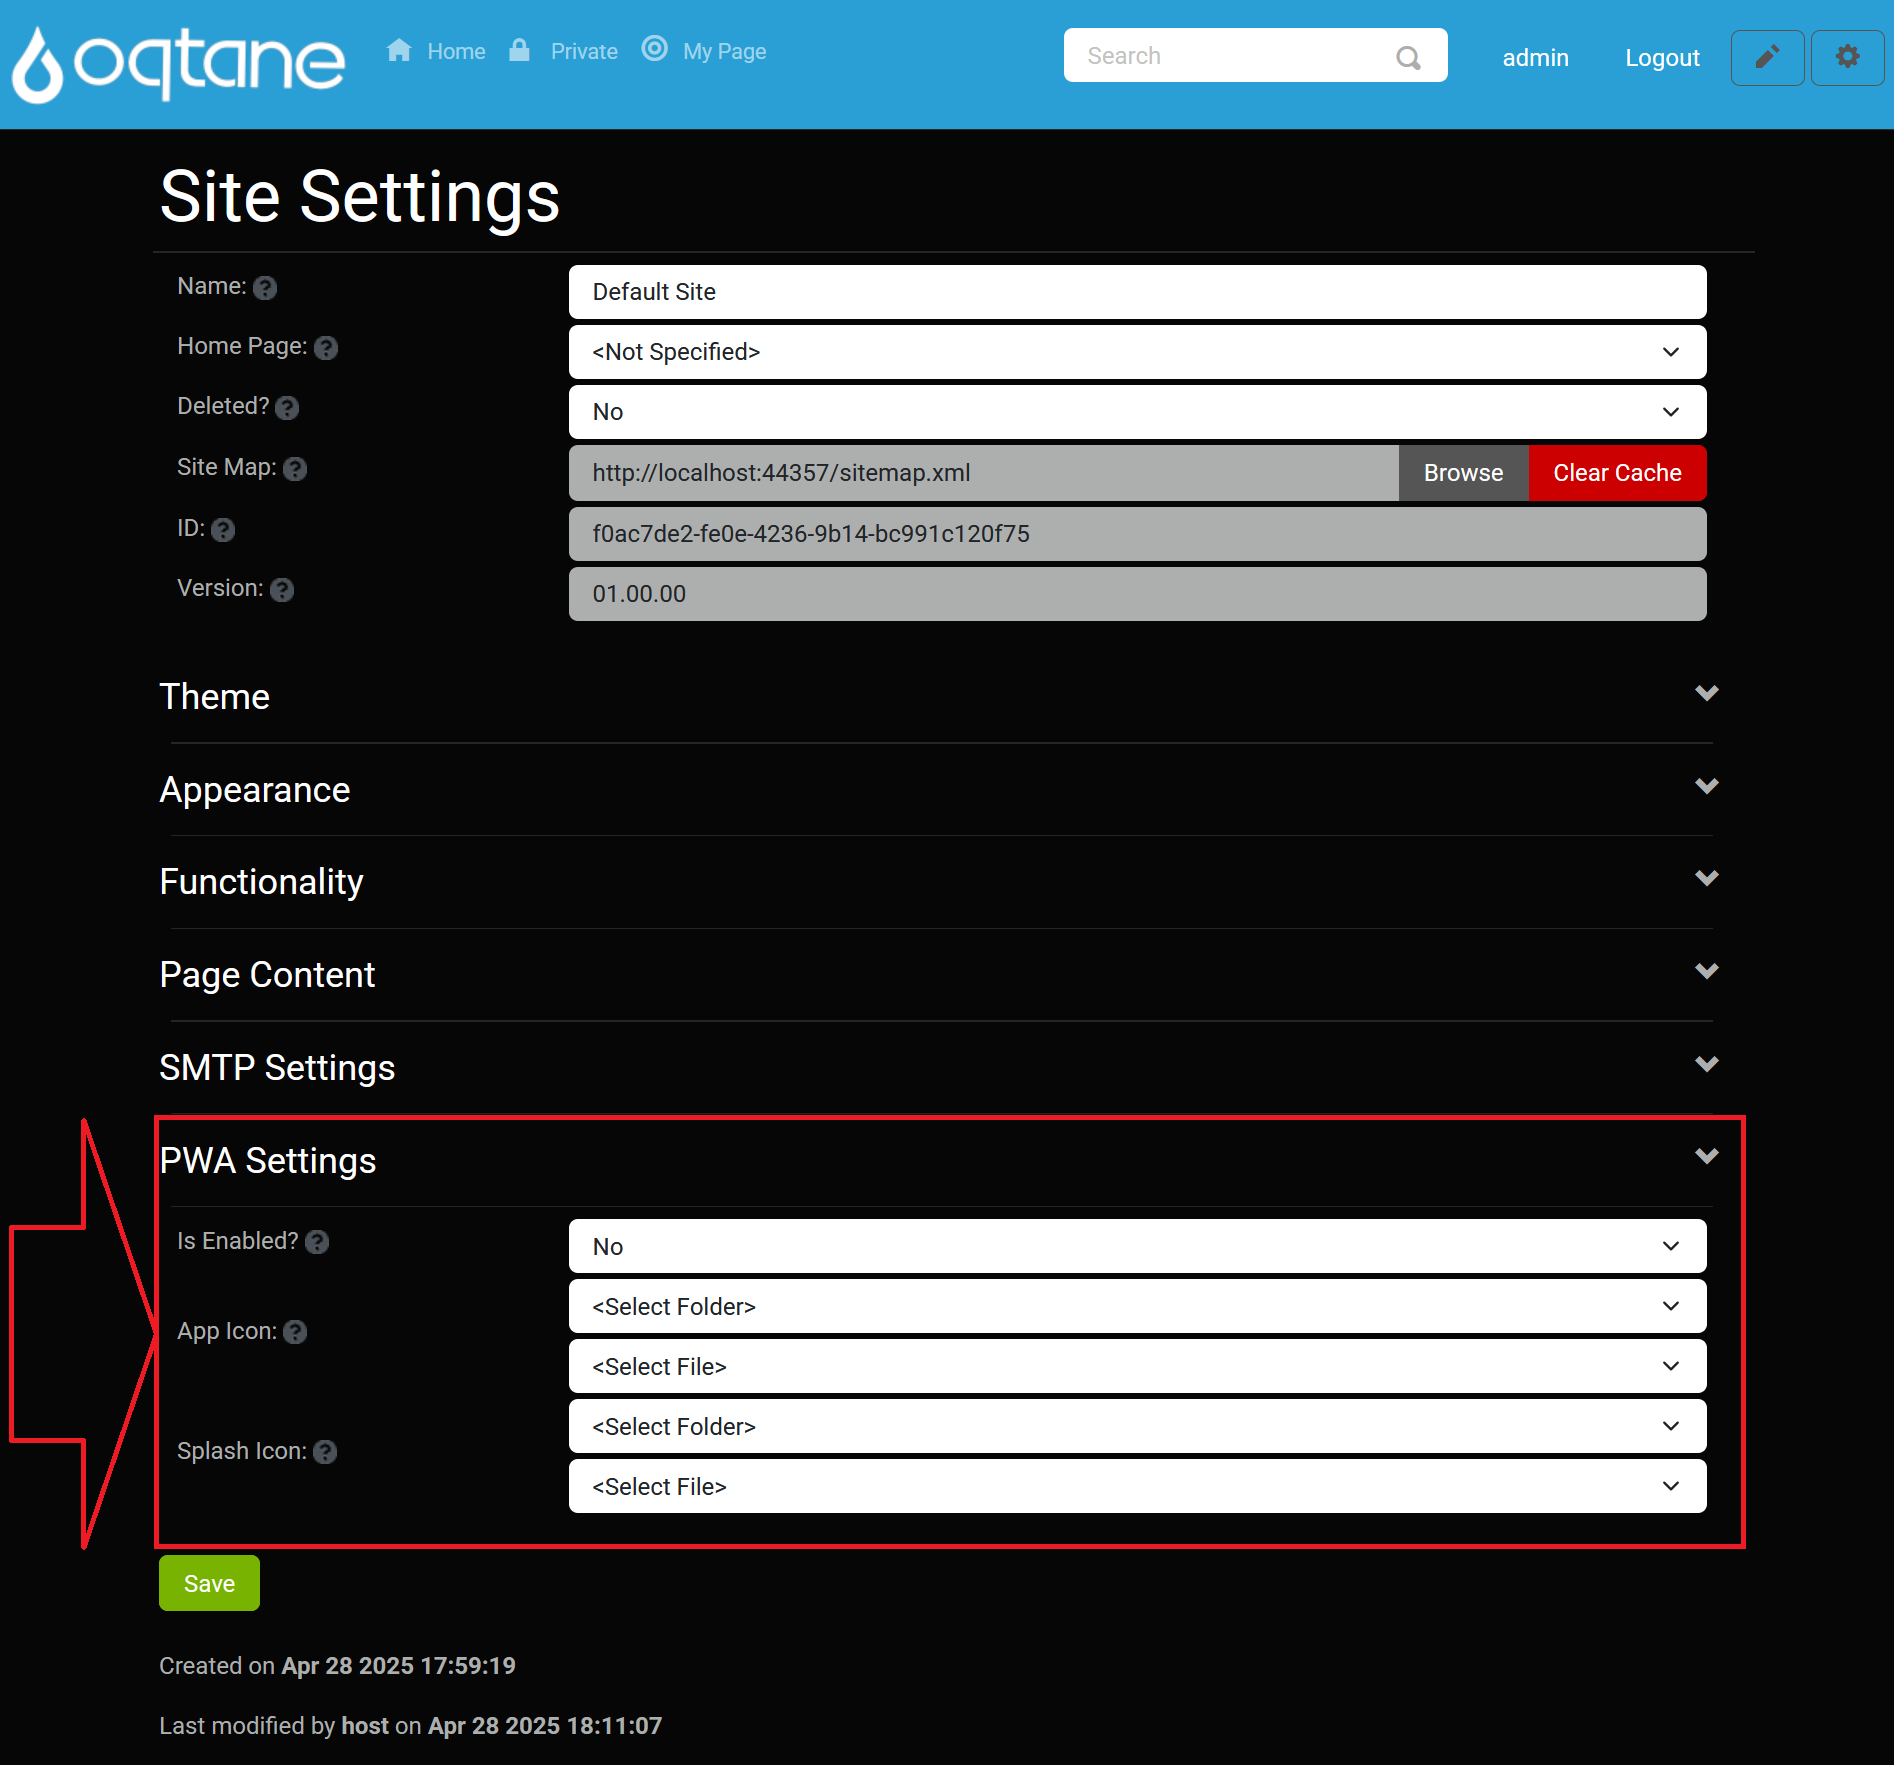 oqtane
Home Private My Page
Search
admin
Logout
Site Settings
Name:
Default Site
Home Page:
<Not Specified>
Deleted?
No
Site Map:
http://localhost:44357/sitemap.xml
Browse
Clear Cache
ID:
f0ac7de2-fe0e-4236-9b14-bc991c120f75
Version:
01.00.00
Theme
Appearance
Functionality
Page Content
SMTP Settings
PWA Settings
Is Enabled?
No
App Icon:
<Select Folder>
<Select File>
Splash Icon:
<Select Folder>
<Select File>
Save
Created on Apr 28 2025 17:59:19
Last modified by host on Apr 28 2025 18:11:07